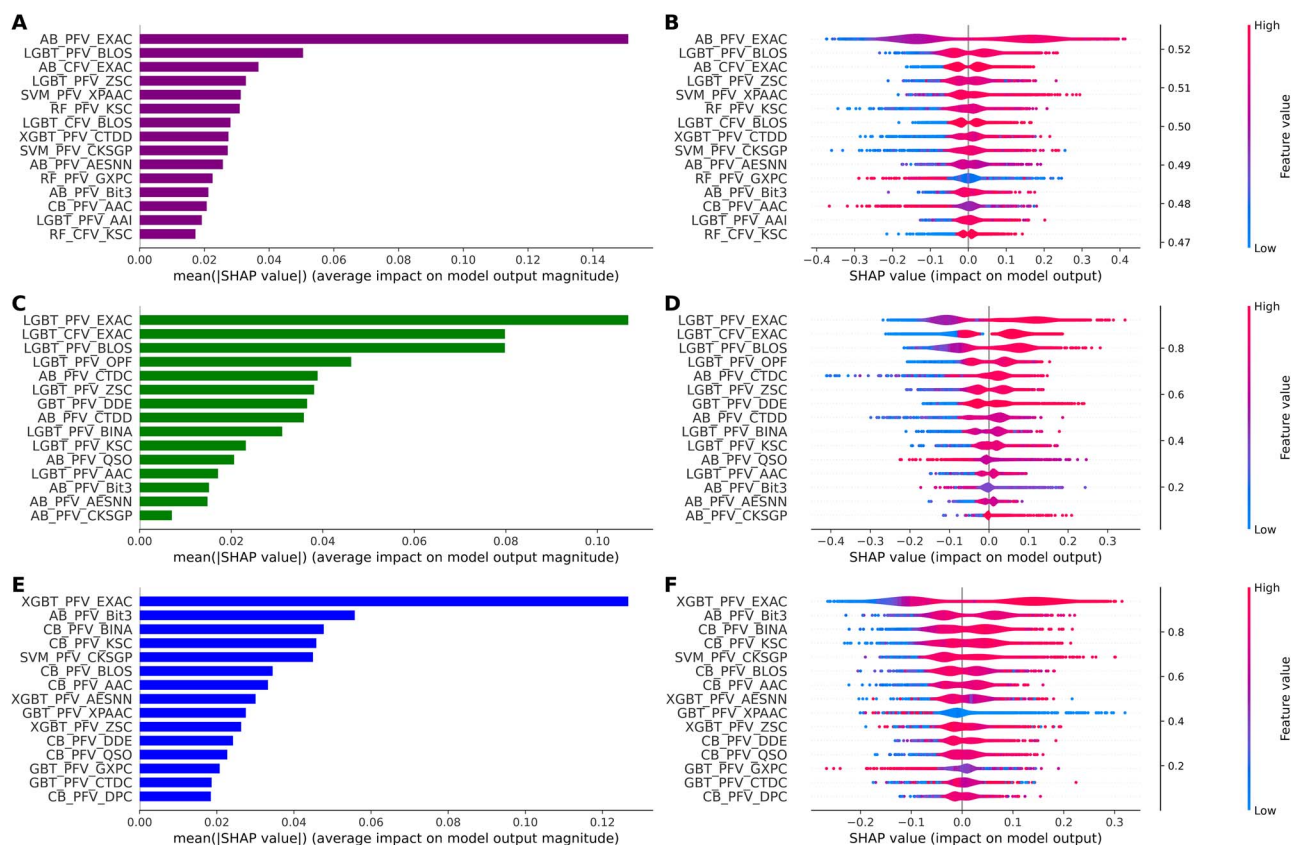 A
AB_PFV_EXAC
LGBT_PFV_BLOS
AB_CFV_EXAC
LGBT_PFV_ZSC
SVM_PFV_XPAAC
RF_PFV_KSC
LGBT_CFV_BLOS
XGBT_PFV_CTDD
SVM_PFV_CKSGP
AB_PFV_AESNN
RF_PFV_GXPC
AB_PFV_Bit3
CB_PFV_AAC
LGBT_PFV_AAI
RF_CFV_KSC
0.00 0.02 0.04 0.06 0.08 0.10 0.12 0.14
mean(|SHAP value|) (average impact on model output magnitude)
B
AB_PFV_EXAC
LGBT_PFV_BLOS
AB_CFV_EXAC
LGBT_PFV_ZSC
SVM_PFV_XPAAC
RF_PFV_KSC
LGBT_CFV_BLOS
XGBT_PFV_CTDD
SVM_PFV_CKSGP
AB_PFV_AESNN
RF_PFV_GXPC
AB_PFV_Bit3
CB_PFV_AAC
LGBT_PFV_AAI
RF_CFV_KSC
−0.4 −0.3 −0.2 −0.1 0.0 0.1 0.2 0.3 0.4
SHAP value (impact on model output)
0.52
0.51
0.50
0.49
0.48
0.47
High
Feature value
Low
C
LGBT_PFV_EXAC
LGBT_CFV_EXAC
LGBT_PFV_BLOS
LGBT_PFV_OPF
AB_PFV_CTDC
LGBT_PFV_ZSC
GBT_PFV_DDE
AB_PFV_CTDD
LGBT_PFV_BINA
LGBT_PFV_KSC
AB_PFV_QSO
LGBT_PFV_AAC
AB_PFV_Bit3
AB_PFV_AESNN
AB_PFV_CKSGP
0.00 0.02 0.04 0.06 0.08 0.10
mean(|SHAP value|) (average impact on model output magnitude)
D
LGBT_PFV_EXAC
LGBT_CFV_EXAC
LGBT_PFV_BLOS
LGBT_PFV_OPF
AB_PFV_CTDC
LGBT_PFV_ZSC
GBT_PFV_DDE
AB_PFV_CTDD
LGBT_PFV_BINA
LGBT_PFV_KSC
AB_PFV_QSO
LGBT_PFV_AAC
AB_PFV_Bit3
AB_PFV_AESNN
AB_PFV_CKSGP
−0.4 −0.3 −0.2 −0.1 0.0 0.1 0.2 0.3
SHAP value (impact on model output)
0.8
0.6
0.4
0.2
High
Feature value
Low
E
XGBT_PFV_EXAC
AB_PFV_Bit3
CB_PFV_BINA
CB_PFV_KSC
SVM_PFV_CKSGP
CB_PFV_BLOS
CB_PFV_AAC
XGBT_PFV_AESNN
GBT_PFV_XPAAC
XGBT_PFV_ZSC
CB_PFV_DDE
CB_PFV_QSO
GBT_PFV_GXPC
GBT_PFV_CTDC
CB_PFV_DPC
0.00 0.02 0.04 0.06 0.08 0.10 0.12
mean(|SHAP value|) (average impact on model output magnitude)
F
XGBT_PFV_EXAC
AB_PFV_Bit3
CB_PFV_BINA
CB_PFV_KSC
SVM_PFV_CKSGP
CB_PFV_BLOS
CB_PFV_AAC
XGBT_PFV_AESNN
GBT_PFV_XPAAC
XGBT_PFV_ZSC
CB_PFV_DDE
CB_PFV_QSO
GBT_PFV_GXPC
GBT_PFV_CTDC
CB_PFV_DPC
−0.3 −0.2 −0.1 0.0 0.1 0.2 0.3
SHAP value (impact on model output)
0.8
0.6
0.4
0.2
High
Feature value
Low